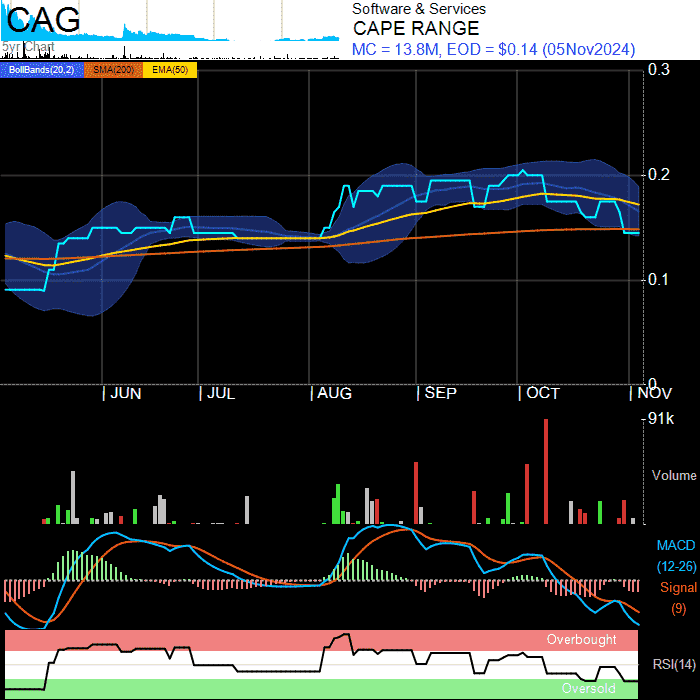 CAG
5yr Chart
Software & Services
CAPE RANGE
MC = 13.8M, EOD = $0.14 (05Nov2024)
BollBands(20,2) SMA(200) EMA(50)
0.3
0.2
0.1
0
JUN JUL AUG SEP OCT NOV
91k
Volume
MACD
(12-26)
Signal
(9)
Overbought
RSI(14)
Oversold